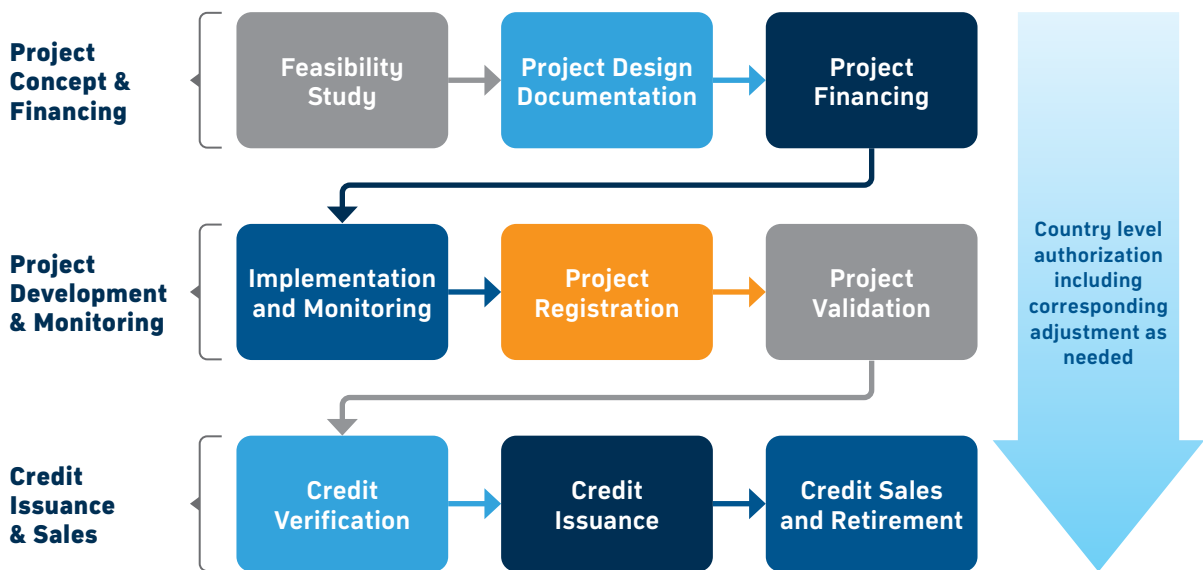 Project
Concept &
Financing
Feasibility
Study
Project Design
Documentation
Project
Financing
Project
Development
& Monitoring
Implementation
and Monitoring
Project
Registration
Project
Validation
Country level
authorization
including
corresponding
adjustment as
needed
Credit
Issuance
& Sales
Credit
Verification
Credit
Issuance
Credit Sales
and Retirement